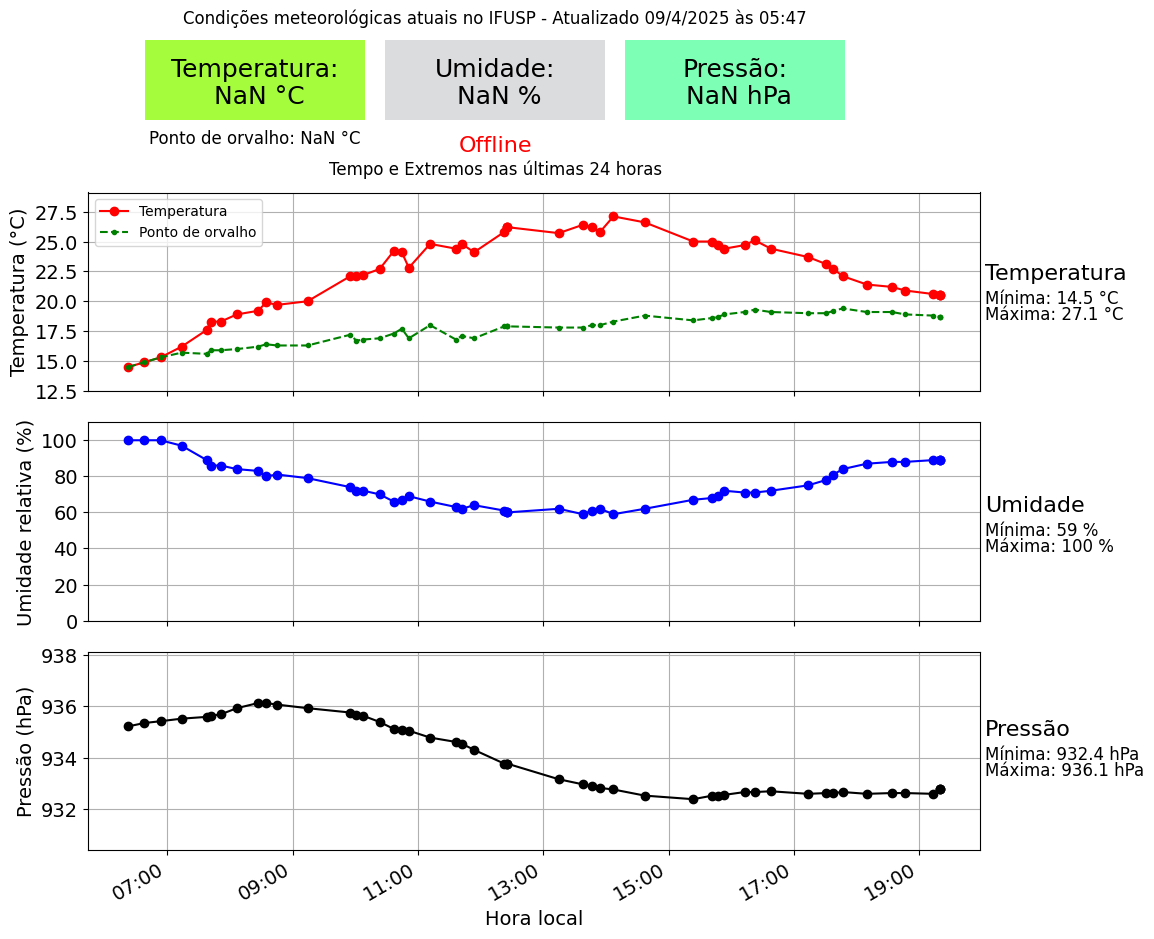 Condições meteorológicas atuais no IFUSP - Atualizado 09/4/2025 às 05:47
Temperatura:
NaN °C
Umidade:
NaN %
Pressão:
NaN hPa
Ponto de orvalho: NaN °C
Offline
Tempo e Extremos nas últimas 24 horas
Temperatura (°C)
27.5
25.0
22.5
20.0
17.5
15.0
12.5
Temperatura
Ponto de orvalho
Temperatura
Mínima: 14.5 °C
Máxima: 27.1 °C
Umidade relativa (%)
100
80
60
40
20
0
Umidade
Mínima: 59 %
Máxima: 100 %
Pressão (hPa)
938
936
934
932
Pressão
Mínima: 932.4 hPa
Máxima: 936.1 hPa
07:00
09:00
11:00
13:00
15:00
17:00
19:00
Hora local